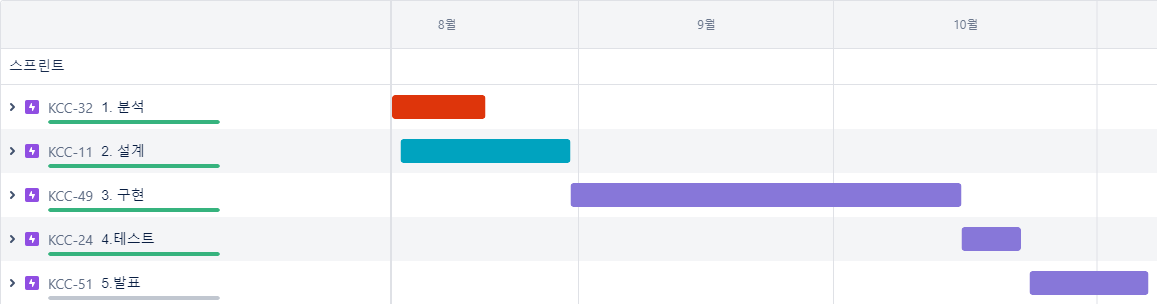 8월 9월 10월
스프린트
KCC-32 1. 분석
KCC-11 2. 설계
KCC-49 3. 구현
KCC-24 4.테스트
KCC-51 5.발표